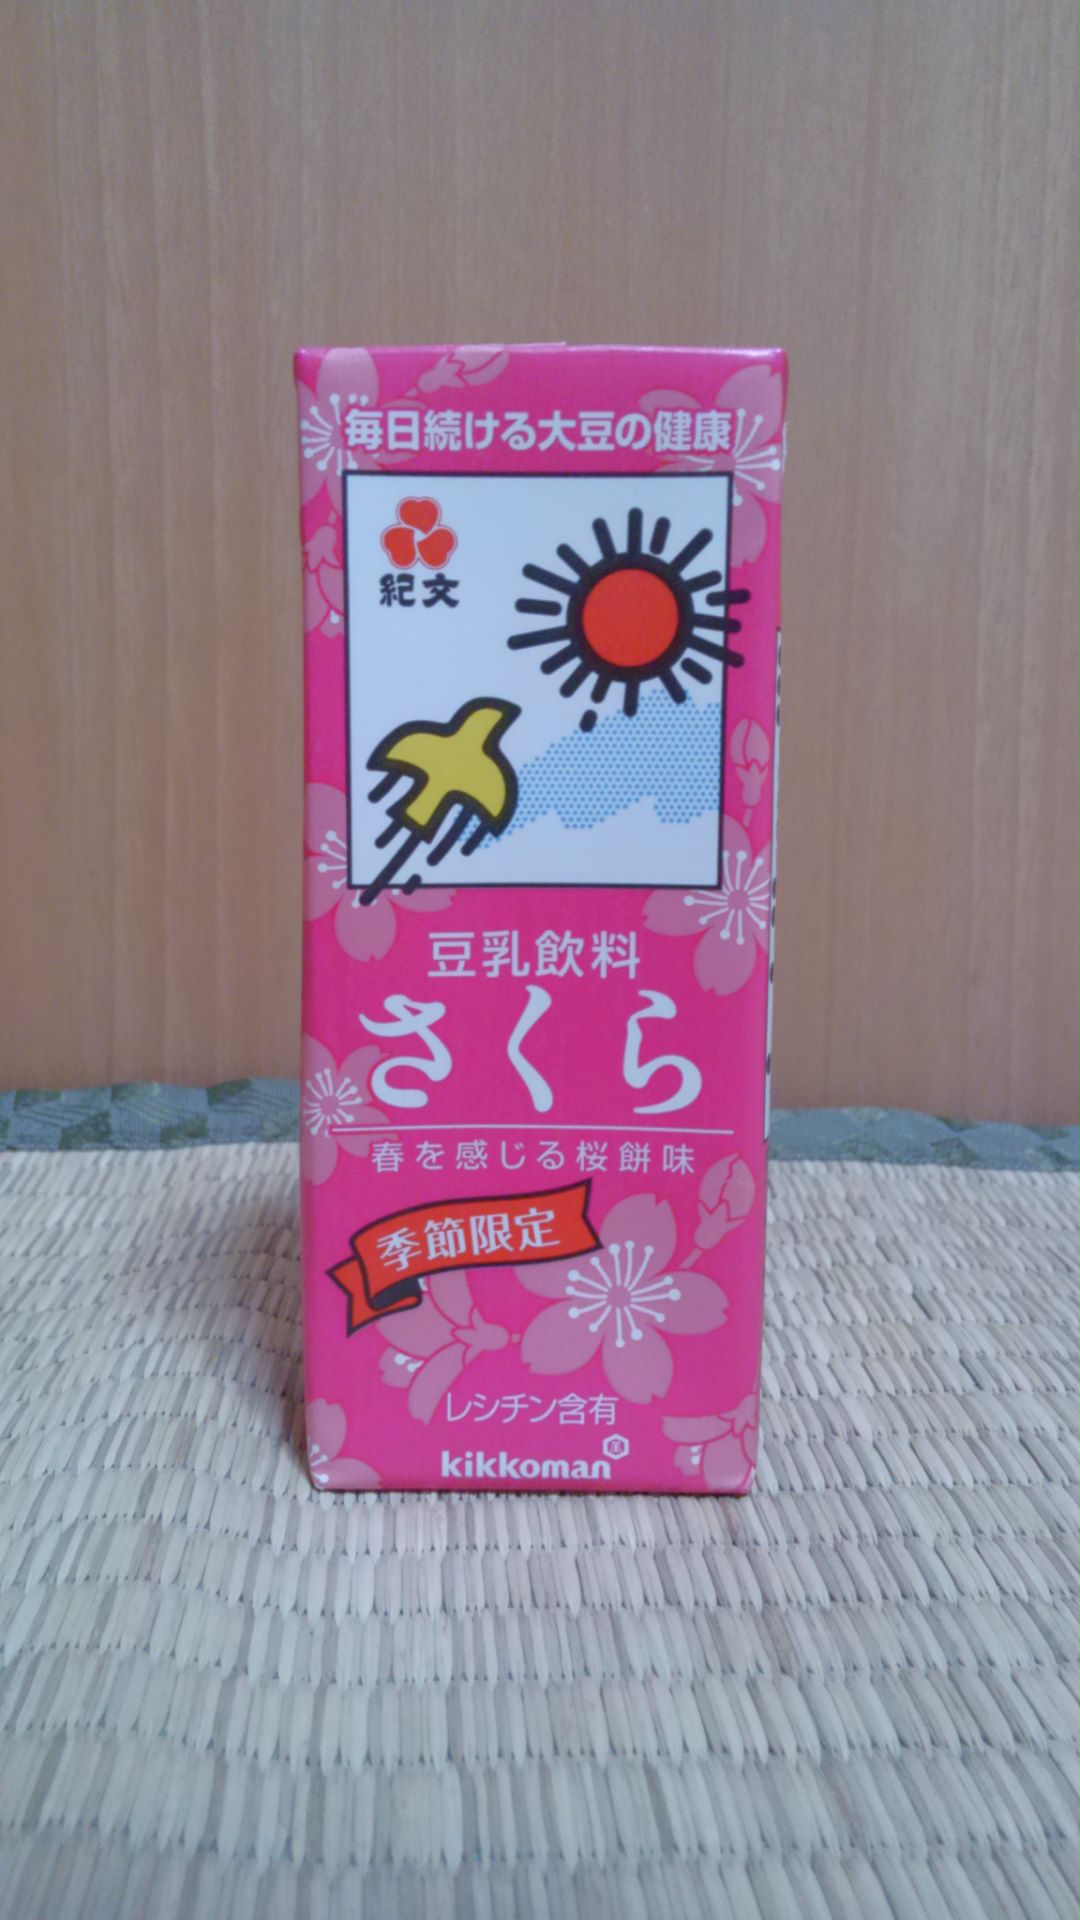 毎日続ける大豆の健康
紀文
豆乳飲料
さくら
春を感じる桜餅味
季節限定
レシチン含有
kikkoman